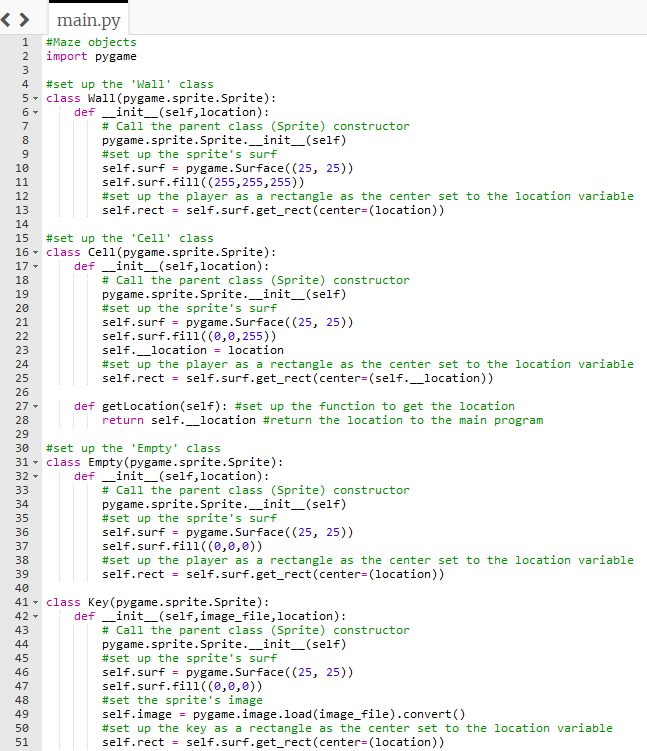 main.py
1 #Maze objects
2 import pygame
3
4 #set up the 'Wall' class
5 class Wall(pygame.sprite.Sprite):
6     def __init__(self,location):
7         # Call the parent class (Sprite) constructor
8         pygame.sprite.Sprite.__init__(self)
9         #set up the sprite's surf
10         self.surf = pygame.Surface((25, 25))
11         self.surf.fill((255,255,255))
12         #set up the player as a rectangle as the center set to the location variable
13         self.rect = self.surf.get_rect(center=(location))
14
15 #set up the 'Cell' class
16 class Cell(pygame.sprite.Sprite):
17     def __init__(self,location):
18         # Call the parent class (Sprite) constructor
19         pygame.sprite.Sprite.__init__(self)
20         #set up the sprite's surf
21         self.surf = pygame.Surface((25, 25))
22         self.surf.fill((0,0,255))
23         self.__location = location
24         #set up the player as a rectangle as the center set to the location variable
25         self.rect = self.surf.get_rect(center=(self.__location))
26
27     def getLocation(self): #set up the function to get the location
28         return self.__location #return the location to the main program
29
30 #set up the 'Empty' class
31 class Empty(pygame.sprite.Sprite):
32     def __init__(self,location):
33         # Call the parent class (Sprite) constructor
34         pygame.sprite.Sprite.__init__(self)
35         #set up the sprite's surf
36         self.surf = pygame.Surface((25, 25))
37         self.surf.fill((0,0,0))
38         #set up the player as a rectangle as the center set to the location variable
39         self.rect = self.surf.get_rect(center=(location))
40
41 class Key(pygame.sprite.Sprite):
42     def __init__(self,image_file,location):
43         # Call the parent class (Sprite) constructor
44         pygame.sprite.Sprite.__init__(self)
45         #set up the sprite's surf
46         self.surf = pygame.Surface((25, 25))
47         self.surf.fill((0,0,0))
48         #set the sprite's image
49         self.image = pygame.image.load(image_file).convert()
50         #set up the key as a rectangle as the center set to the location variable
51         self.rect = self.surf.get_rect(center=(location))